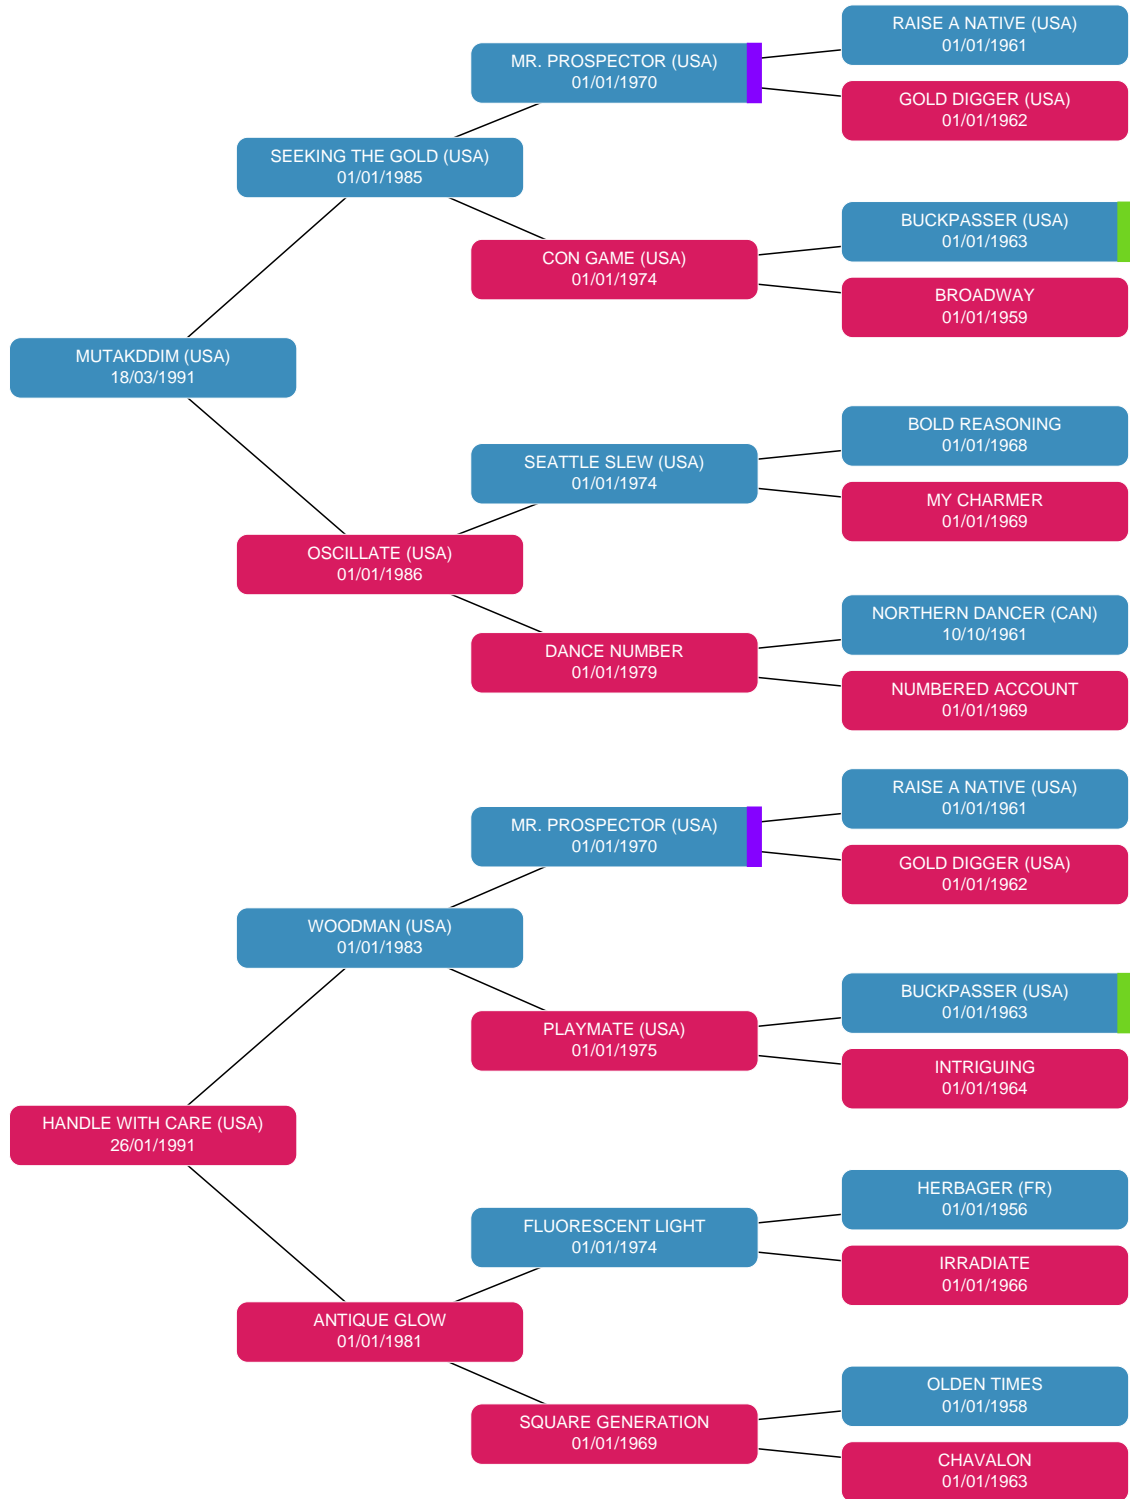 RAISE A NATIVE (USA)
01/01/1961
MR. PROSPECTOR (USA)
01/01/1970
GOLD DIGGER (USA)
01/01/1962
SEEKING THE GOLD (USA)
01/01/1985
BUCKPASSER (USA)
01/01/1963
CON GAME (USA)
01/01/1974
BROADWAY
01/01/1959
MUTAKDDIM (USA)
18/03/1991
BOLD REASONING
01/01/1968
SEATTLE SLEW (USA)
01/01/1974
MY CHARMER
01/01/1969
OSCILLATE (USA)
01/01/1986
NORTHERN DANCER (CAN)
10/10/1961
DANCE NUMBER
01/01/1979
NUMBERED ACCOUNT
01/01/1969
RAISE A NATIVE (USA)
01/01/1961
MR. PROSPECTOR (USA)
01/01/1970
GOLD DIGGER (USA)
01/01/1962
WOODMAN (USA)
01/01/1983
BUCKPASSER (USA)
01/01/1963
PLAYMATE (USA)
01/01/1975
INTRIGUING
01/01/1964
HANDLE WITH CARE (USA)
26/01/1991
HERBAGER (FR)
01/01/1956
FLUORESCENT LIGHT
01/01/1974
IRRADIATE
01/01/1966
ANTIQUE GLOW
01/01/1981
OLDEN TIMES
01/01/1958
SQUARE GENERATION
01/01/1969
CHAVALON
01/01/1963